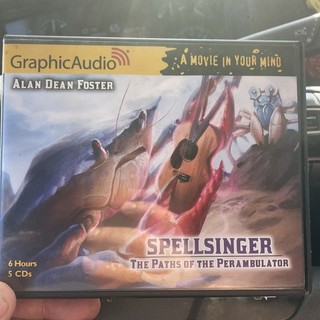 GraphicAudio
A MOVIE IN YOUR MIND
ALAN DEAN FOSTER
SPELLSINGER
THE PATHS OF THE PERAMBULATOR
6 Hours
5 CDs